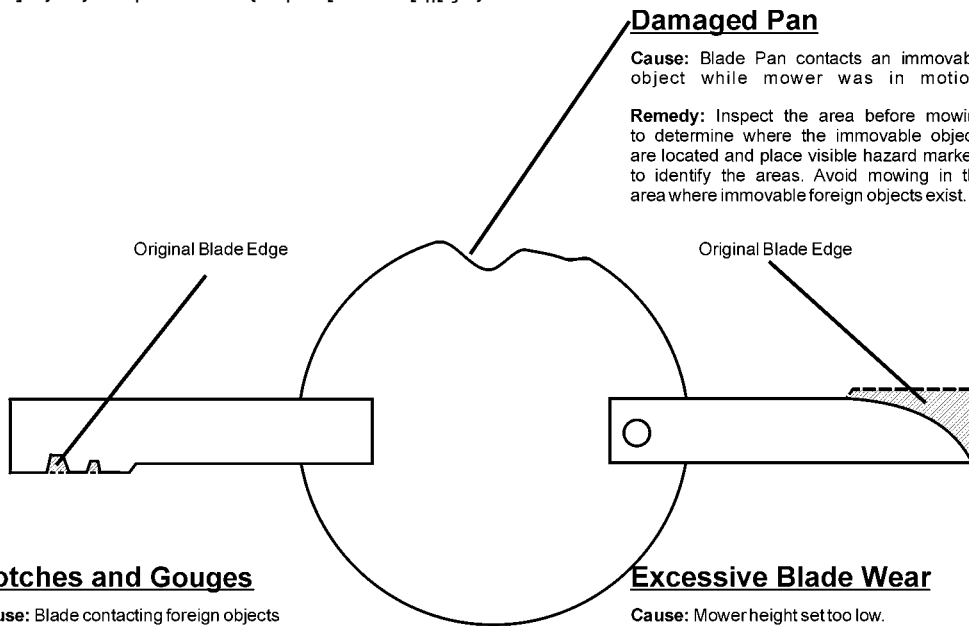 Damaged Pan
Cause: Blade Pan contacts an immovab
object while mower was in motio
Remedy: Inspect the area before mowin
to determine where the immovable objec
are located and place visible hazard marke
to identify the areas. Avoid mowing in th
area where immovable foreign objects exist.
Original Blade Edge
Original Blade Edge
otches and Gouges
use: Blade contacting foreign objects
Excessive Blade Wear
Cause: Mower height set too low.